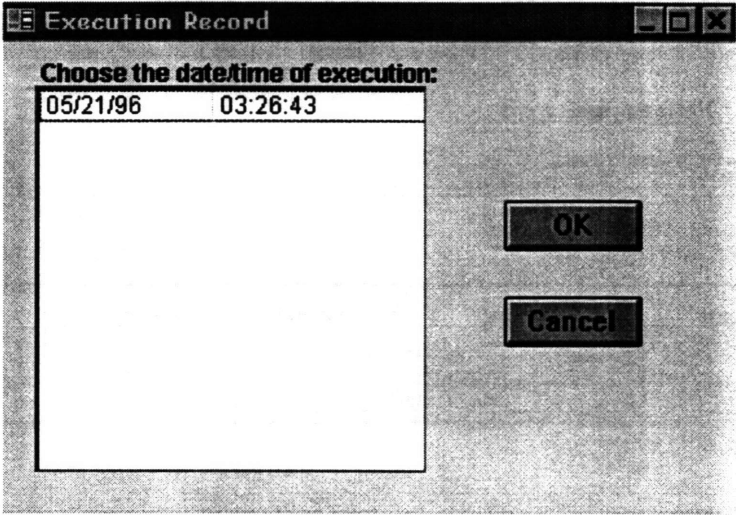 Execution Record
Choose the date/time of execution:
05/21/96 03:26:43
OK
Cancel